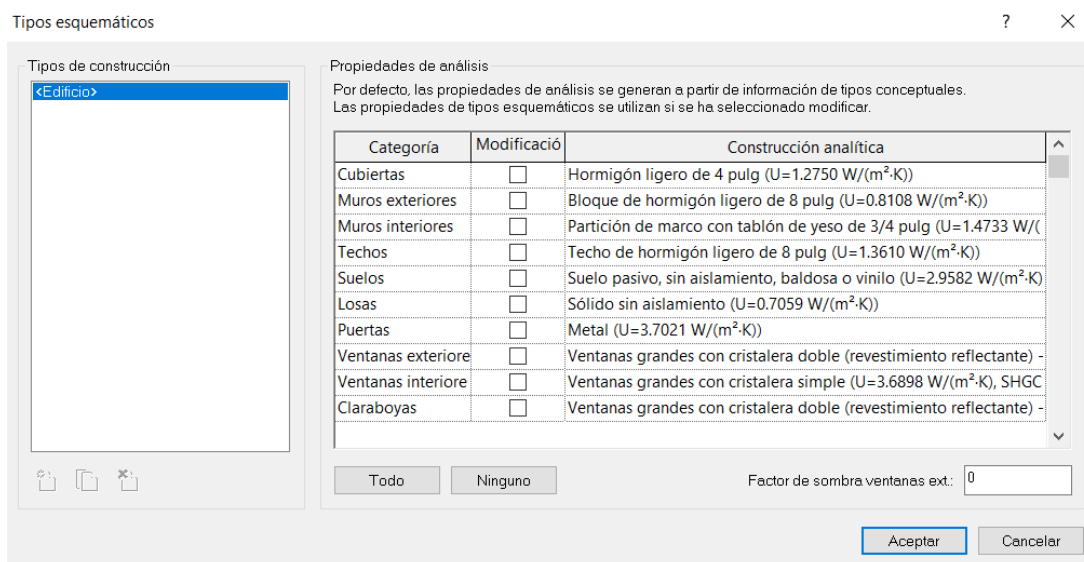 Tipos esquemáticos
?
Tipos de construcción
<Edificio>
Propiedades de análisis
Por defecto, las propiedades de análisis se generan a partir de información de tipos conceptuales.
Las propiedades de tipos esquemáticos se utilizan si se ha seleccionado modificar.
Categoría Modificació Construcción analítica
Cubiertas Hormigón ligero de 4 pulg (U=1.2750 W/(m²·K))
Muros exteriores Bloque de hormigón ligero de 8 pulg (U=0.8108 W/(m²·K))
Muros interiores Partición de marco con tablón de yeso de 3/4 pulg (U=1.4733 W/(
Techos Techo de hormigón ligero de 8 pulg (U=1.3610 W/(m²·K))
Suelos Suelo pasivo, sin aislamiento, baldosa o vinilo (U=2.9582 W/(m²·K)
Losas Sólido sin aislamiento (U=0.7059 W/(m²·K))
Puertas Metal (U=3.7021 W/(m²·K))
Ventanas exteriore Ventanas grandes con cristalera doble (revestimiento reflectante) -
Ventanas interiore Ventanas grandes con cristalera simple (U=3.6898 W/(m²·K), SHGC
Claraboyas Ventanas grandes con cristalera doble (revestimiento reflectante) -
Todo Ninguno Factor de sombra ventanas ext.: 0
Aceptar Cancelar